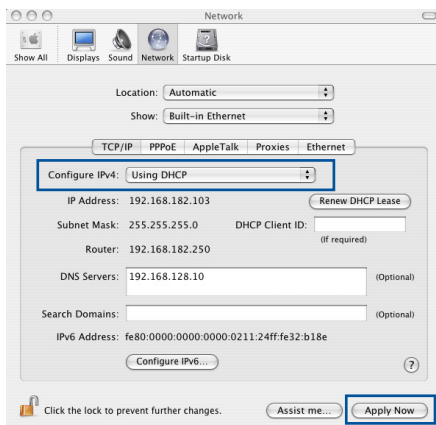 Network
Show All Displays Sound Network Startup Disk
Location: Automatic
Show: Built-in Ethernet
TCP/IP PPPoE AppleTalk Proxies Ethernet
Configure IPv4: Using DHCP
IP Address: 192.168.182.103 Renew DHCP Lease
Subnet Mask: 255.255.255.0 DHCP Client ID:
(If required)
Router: 192.168.182.250
DNS Servers: 192.168.128.10 (Optional)
Search Domains: (Optional)
IPv6 Address: fe80:0000:0000:0000:0211:24ff:fe32:b18e
Configure IPv6...
?
Click the lock to prevent further changes. Assist me... Apply Now